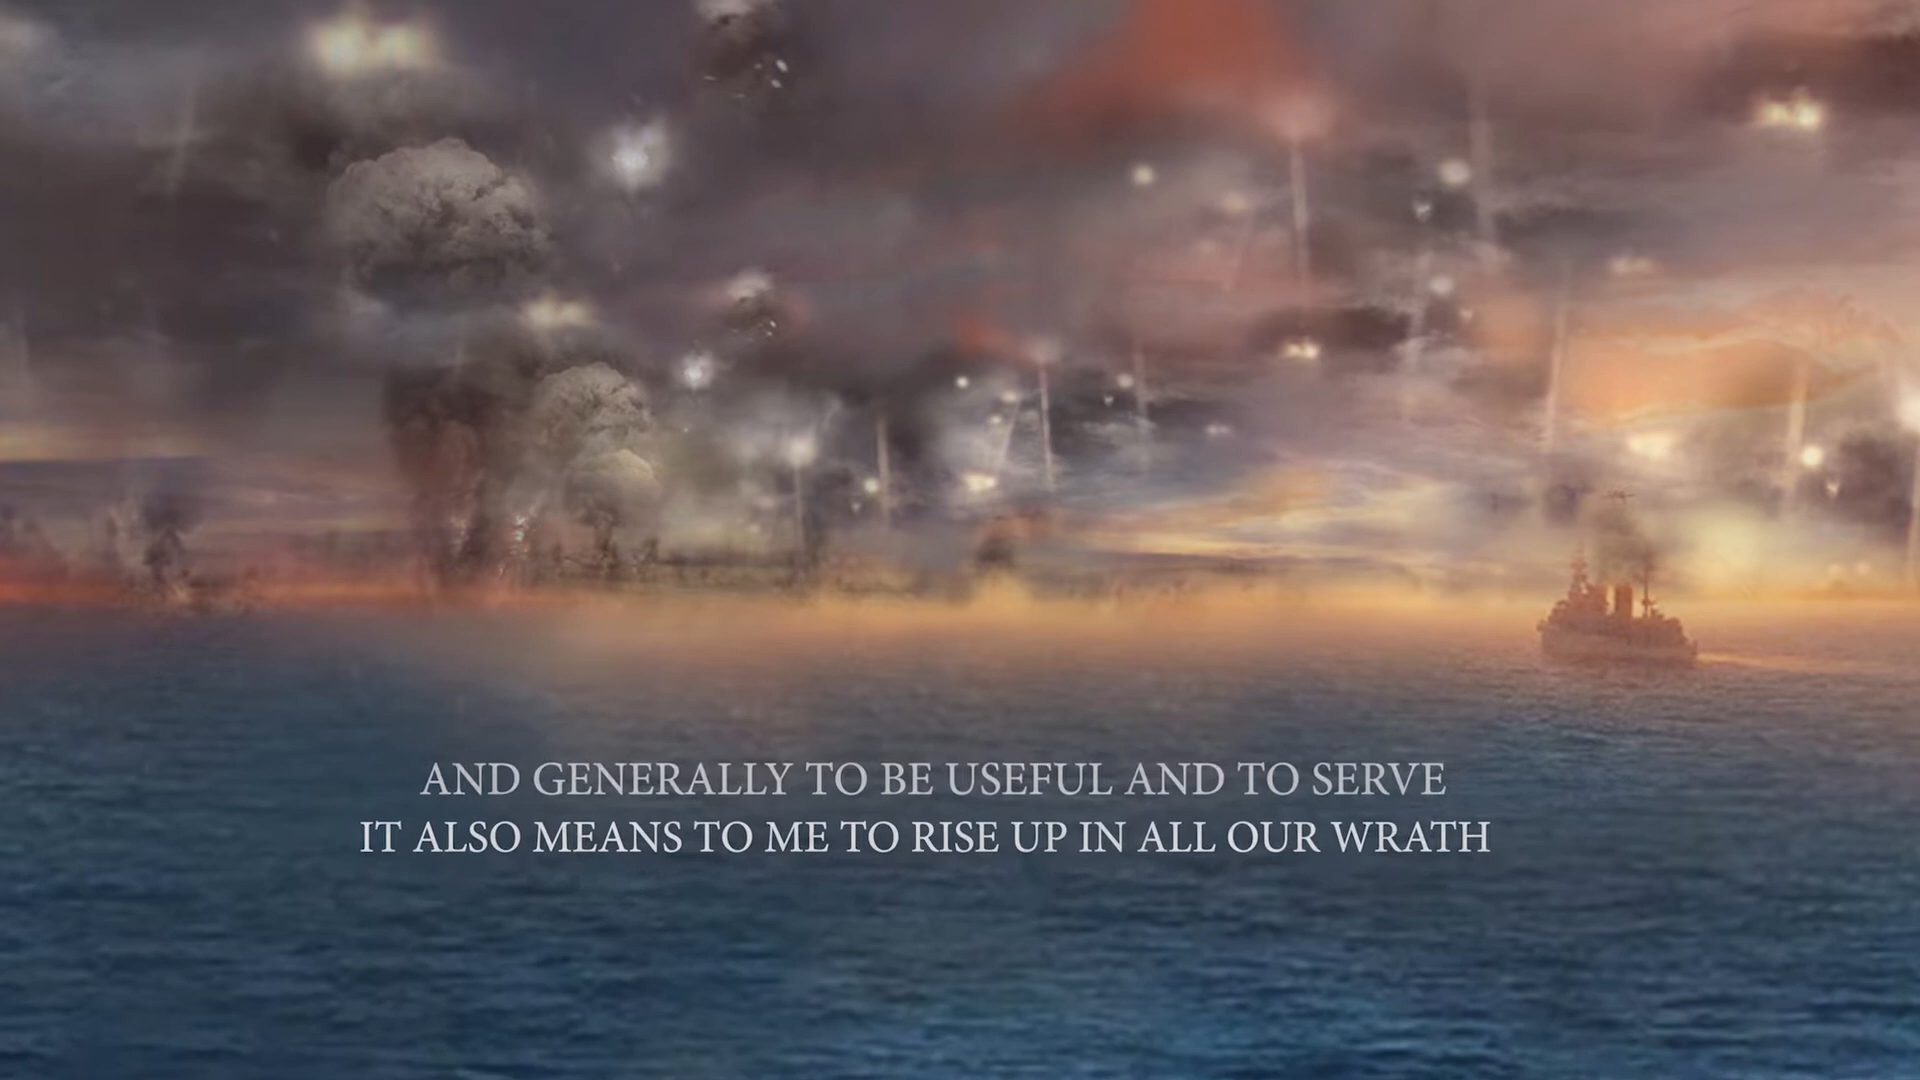 AND GENERALLY TO BE USEFUL AND TO SERVE
IT ALSO MEANS TO ME TO RISE UP IN ALL OUR WRATH